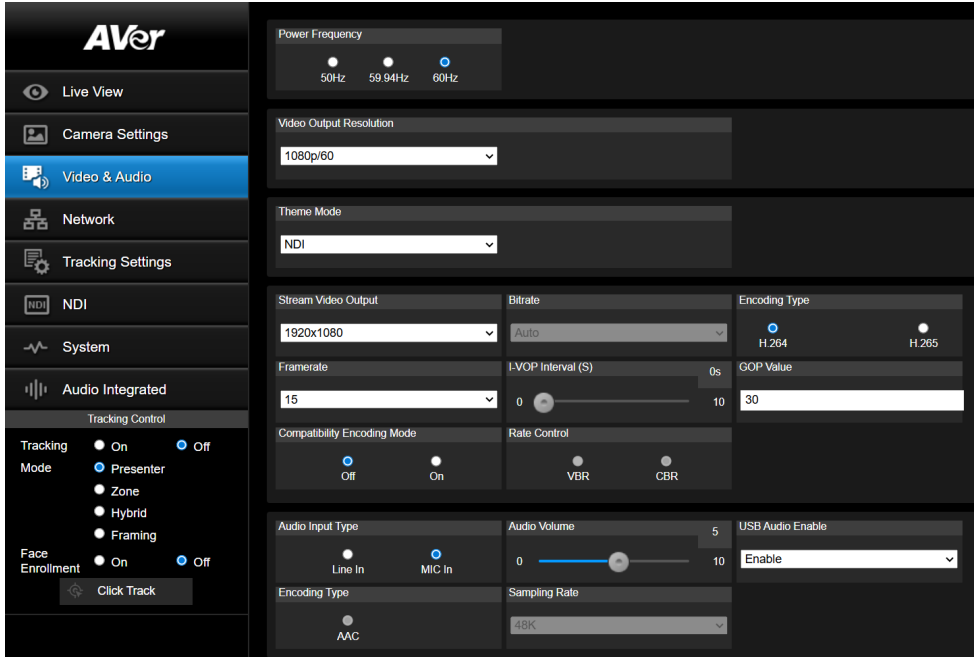 AVer
Live View
Camera Settings
Video & Audio
Network
Tracking Settings
NDI NDI
System
Audio Integrated
Tracking Control
Tracking On Off
Mode Presenter
Zone
Hybrid
Framing
Face Enrollment On Off
Click Track
Power Frequency
50Hz 59.94Hz 60Hz
Video Output Resolution
1080p/60
Theme Mode
NDI
Stream Video Output Bitrate Encoding Type
1920x1080 Auto H.264 H.265
Framerate I-VOP Interval (S) 0s GOP Value
15 0 10 30
Compatibility Encoding Mode Rate Control
Off On VBR CBR
Audio Input Type Audio Volume 5 USB Audio Enable
Line In MIC In 0 10 Enable
Encoding Type Sampling Rate
AAC 48K